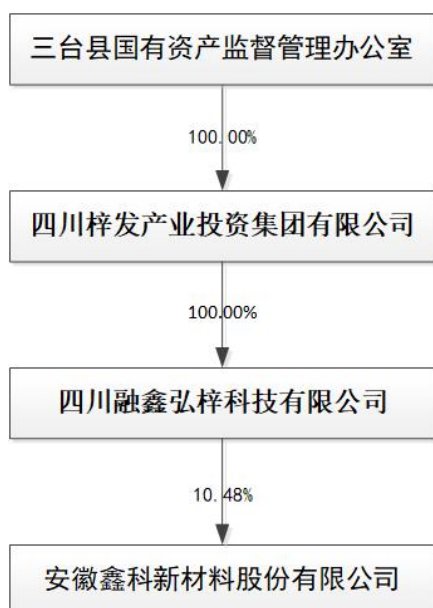 三台县国有资产监督管理办公室
100.00%
四川梓发产业投资集团有限公司
100.00%
四川融鑫弘梓科技有限公司
10.48%
安徽鑫科新材料股份有限公司